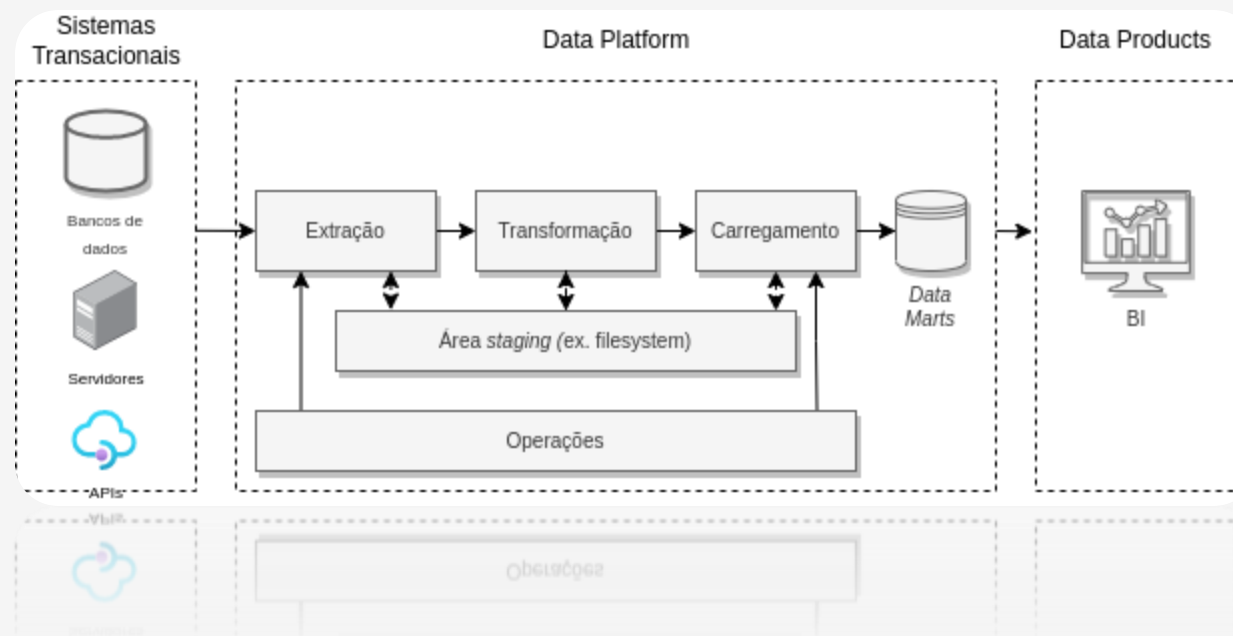 Sistemas
Transacionais
Data Platform
Data Products
Bancos de
dados
Servidores
APIs
Extração
Transformação
Carregamento
Data
Marts
Área staging (ex. filesystem)
Operações
BI